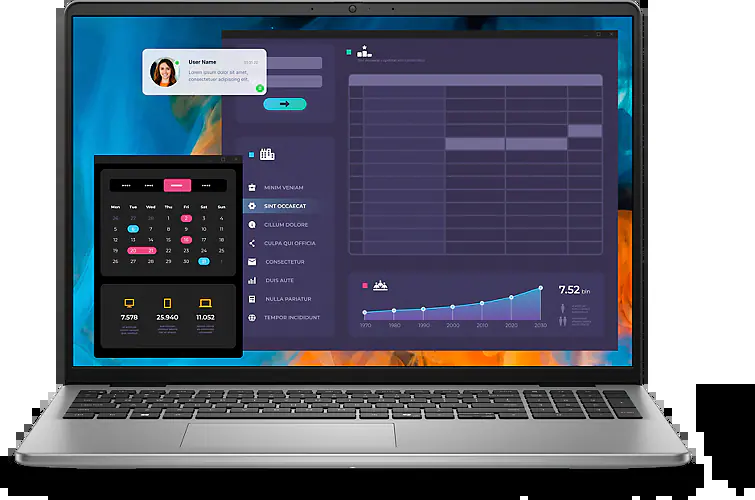 User Name
Lorem ipsum dolor sit amet,
consectetuer adipiscing elit.
MINIM VENIAM
SINT OCCAECAT
CILLUM DOLORE
CULPA QUI OFFICIA
CONSECTETUR
DUIS AUTE
NULLA PARIATUR
TEMPOR INCIDIDUNT
7.52 bln
1970 1980 1990 2000 2010 2020 2030
Mon Tue Wed Thu Fri Sat Sun
26 27 28 1 2 3 4
5 6 7 8 9 10 11
12 13 14 15 16 17 18
19 20 21 22 23 24 25
26 27 28 29 30 31 1
7.578 25.940 11.052